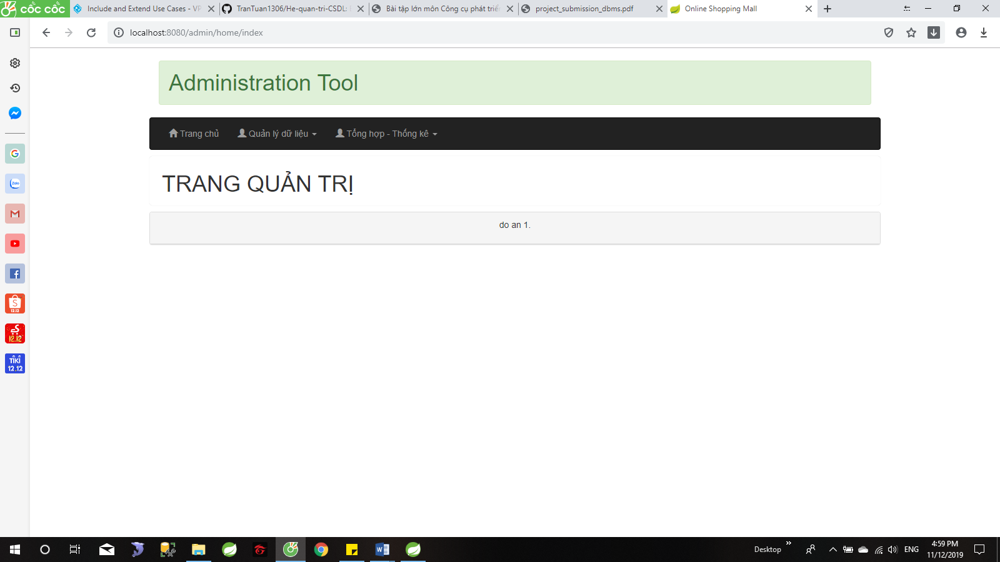 cốc cốc
Include and Extend Use Cases - VP
TranTuan1306/He-quan-tri-CSDL:
Bài tập lớn môn Công cụ phát triển
project_submission_dbms.pdf
Online Shopping Mall
localhost:8080/admin/home/index
Administration Tool
Trang chủ
Quản lý dữ liệu
Tổng hợp - Thống kê
TRANG QUẢN TRỊ
do an 1.
Zalo
S
12.12
12.12
TIKI
12.12
Desktop
ENG
4:59 PM
11/12/2019